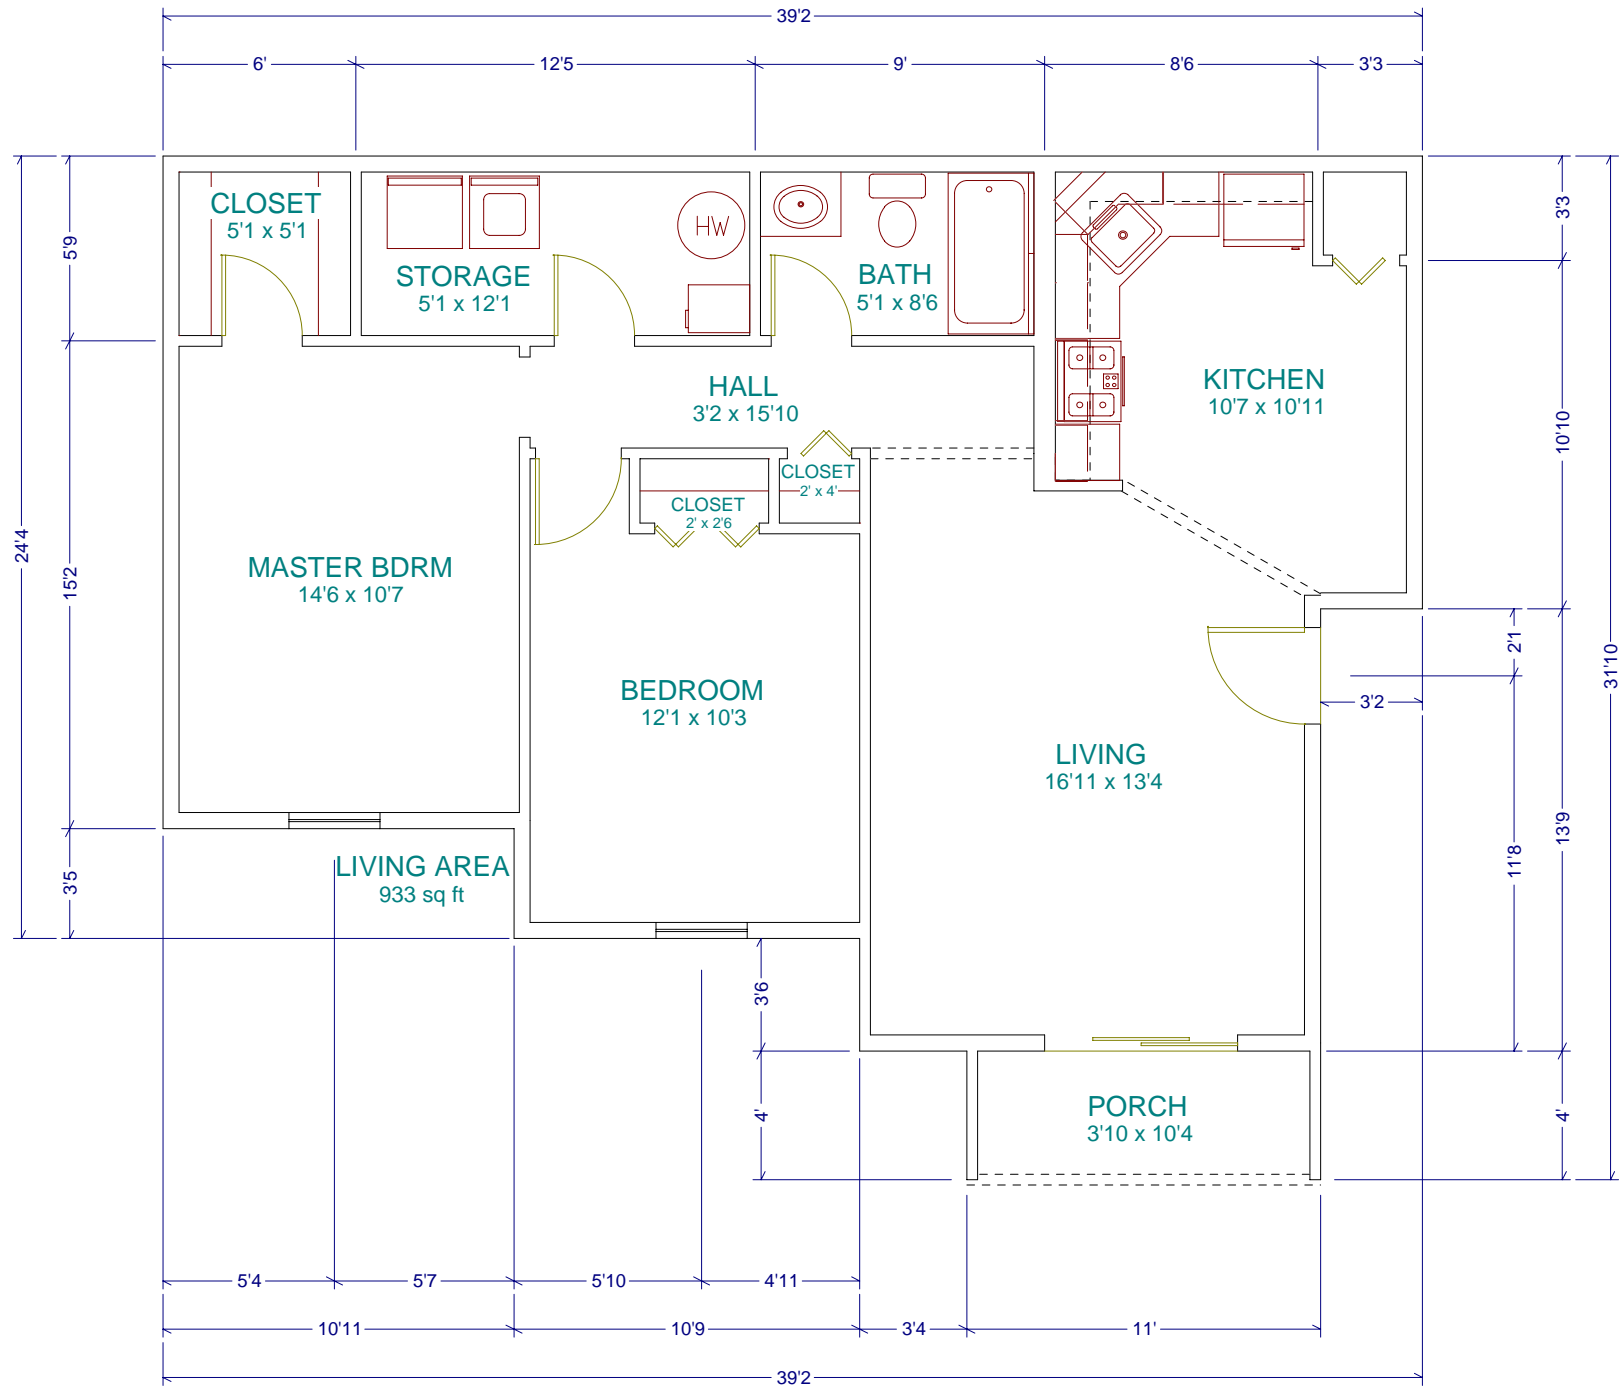 39'2
6'
12'5
9'
8'6
3'3
CLOSET
5'1 x 5'1
STORAGE
5'1 x 12'1
HW
BATH
5'1 x 8'6
5'9
3'3
HALL
3'2 x 15'10
KITCHEN
10'7 x 10'11
10'10
CLOSET
2' x 4'
CLOSET
2' x 2'6
24'4
15'2
MASTER BDRM
14'6 x 10'7
2'1
31'10
BEDROOM
12'1 x 10'3
3'2
LIVING
16'11 x 13'4
13'9
11'8
LIVING AREA
933 sq ft
3'5
3'6
4'
PORCH
3'10 x 10'4
4'
5'4
5'7
5'10
4'11
10'11
10'9
3'4
11'
39'2